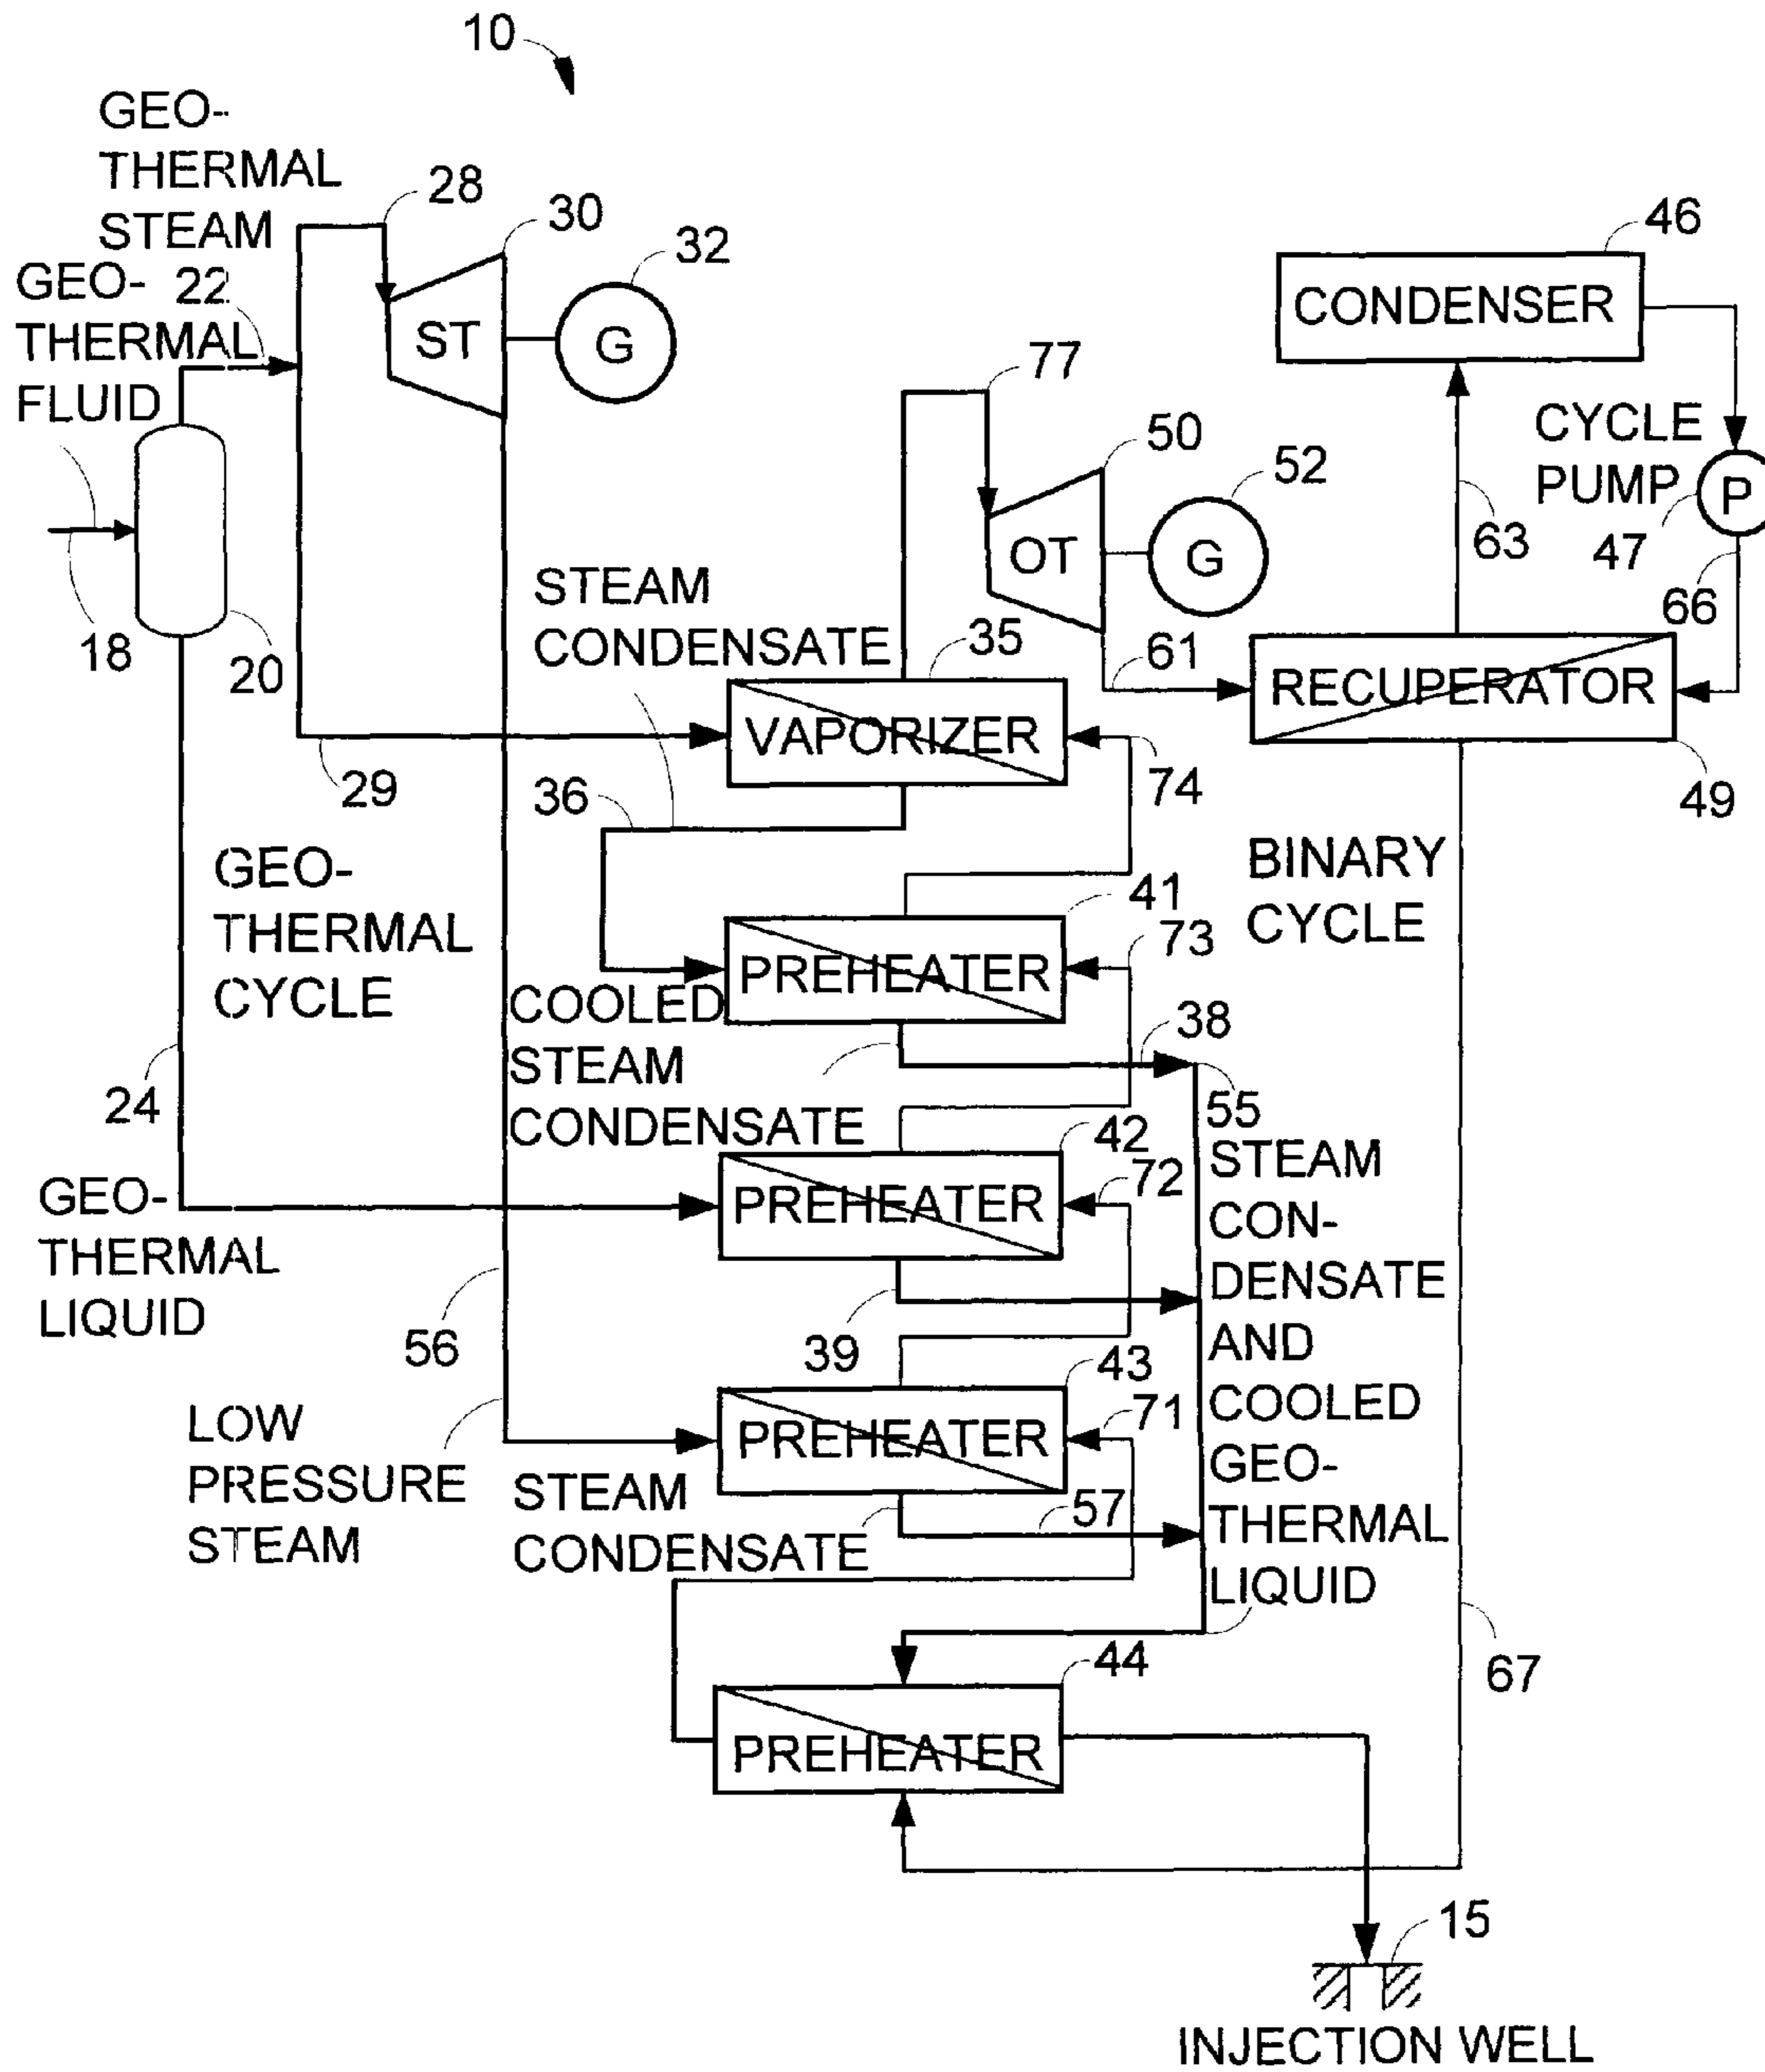 10
GEO-
THERMAL
STEAM
28
30
32
46
GEO-
THERMAL
FLUID
22
ST
G
CONDENSER
77
CYCLE
PUMP
P
47
50
52
OT
G
63
66
18
20
STEAM
CONDENSATE
35
61
RECUPERATOR
VAPORIZER
29
36
74
49
GEO-
THERMAL
CYCLE
BINARY
CYCLE
41
73
PREHEATER
COOLED
STEAM
CONDENSATE
38
55
24
42
72
PREHEATER
GEO-
THERMAL
LIQUID
STEAM
CON-
DENSATE
AND
COOLED
GEO-
THERMAL
LIQUID
56
39
43
71
PREHEATER
LOW
PRESSURE
STEAM
STEAM
CONDENSATE
57
44
67
PREHEATER
15
INJECTION WELL